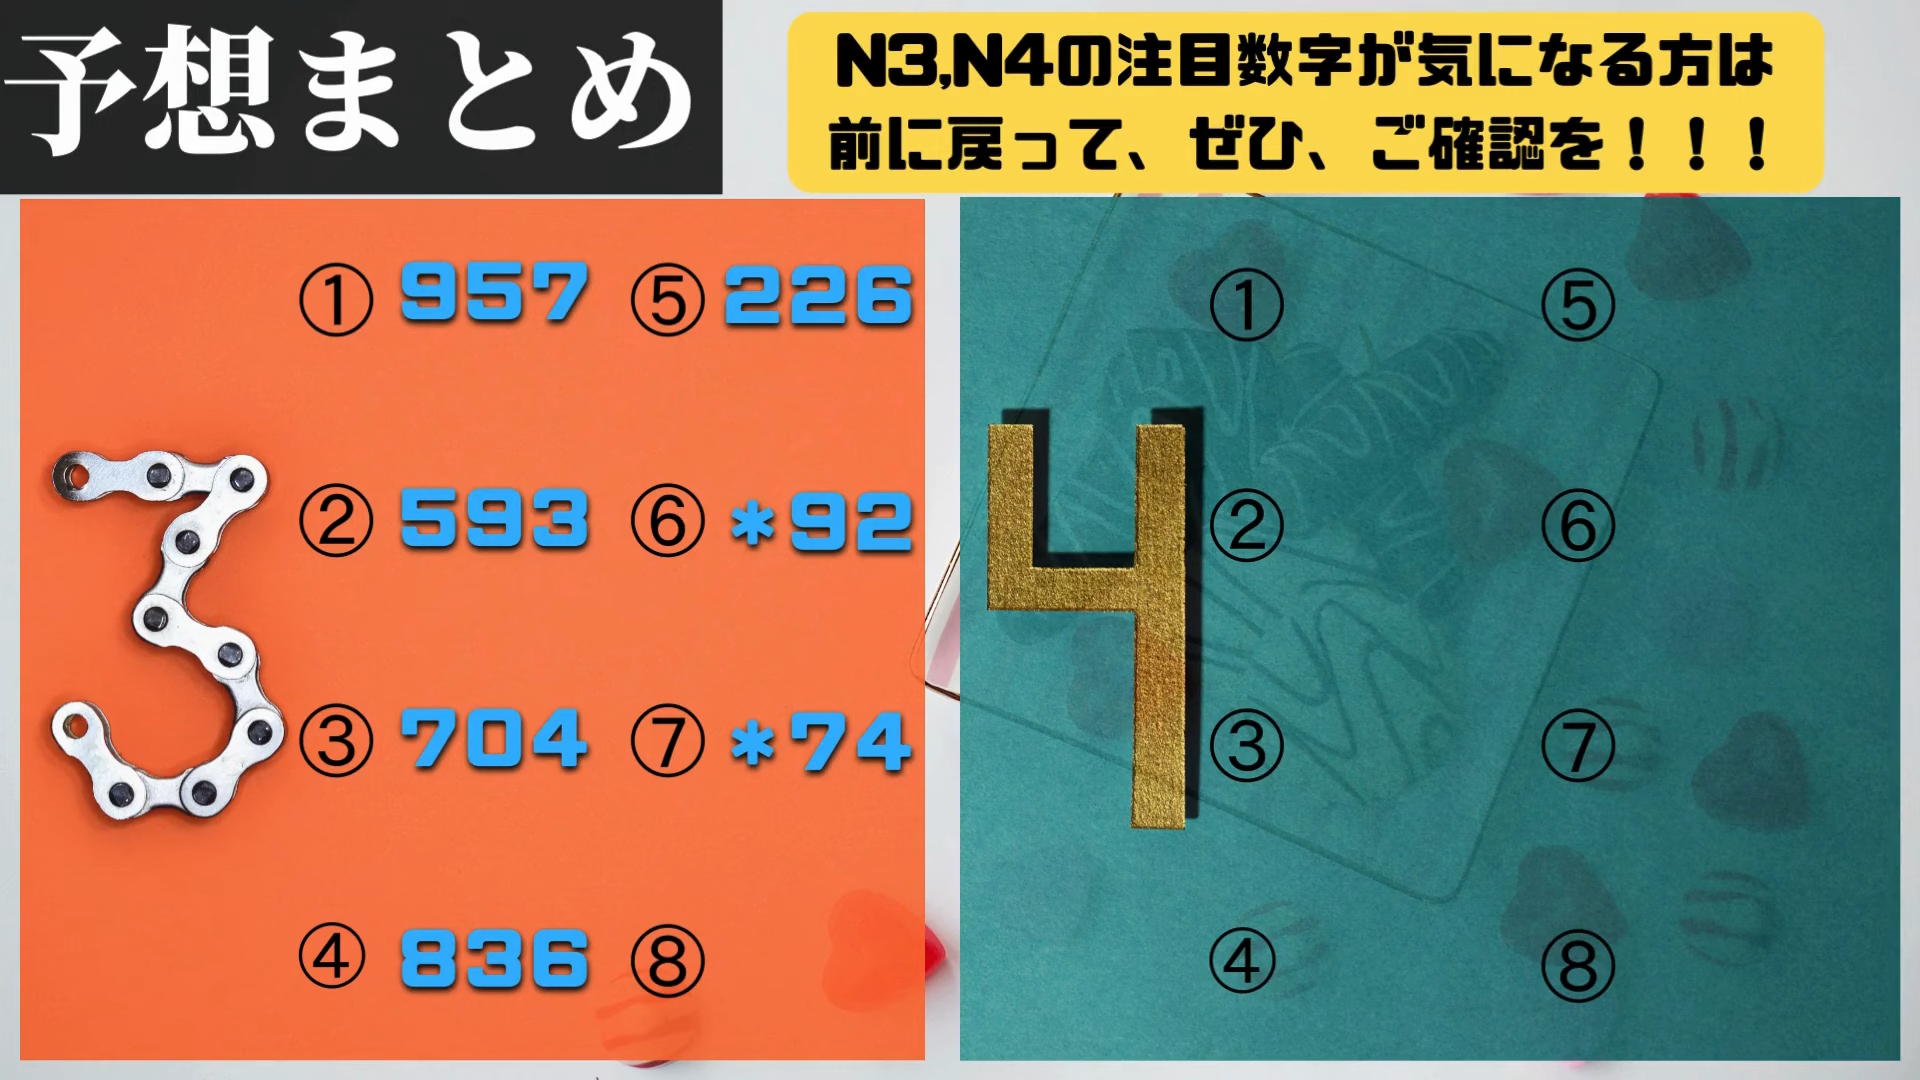 予想まとめ
N3,N4の注目数字が気になる方は
前に戻って、ぜひ、ご確認を！！！
3
① 957 ⑤ 226
② 593 ⑥ *92
③ 704 ⑦ *74
④ 836 ⑧
4
① ⑤
② ⑥
③ ⑦
④ ⑧